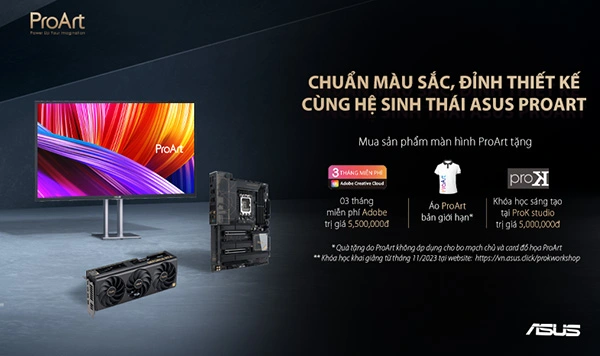 ProArt
Power Up Your Imagination
CHUẨN MÀU SẮC, ĐỈNH THIẾT KẾ
CÙNG HỆ SINH THÁI ASUS PROART
Mua sản phẩm màn hình ProArt tặng
ProArt
3 THÁNG MIỄN PHÍ
Adobe Creative Cloud
proK
03 tháng
miễn phí Adobe
trị giá 5,500,000đ
Áo ProArt
bản giới hạn*
Khóa học sáng tạo
tại ProK studio
trị giá 5,000,000đ
* Quà tặng áo ProArt không áp dụng cho bo mạch chủ và card đồ họa ProArt
** Khóa học khai giảng từ tháng 11/2023 tại website: https://vn.asus.click/prokworkshop
ASUS